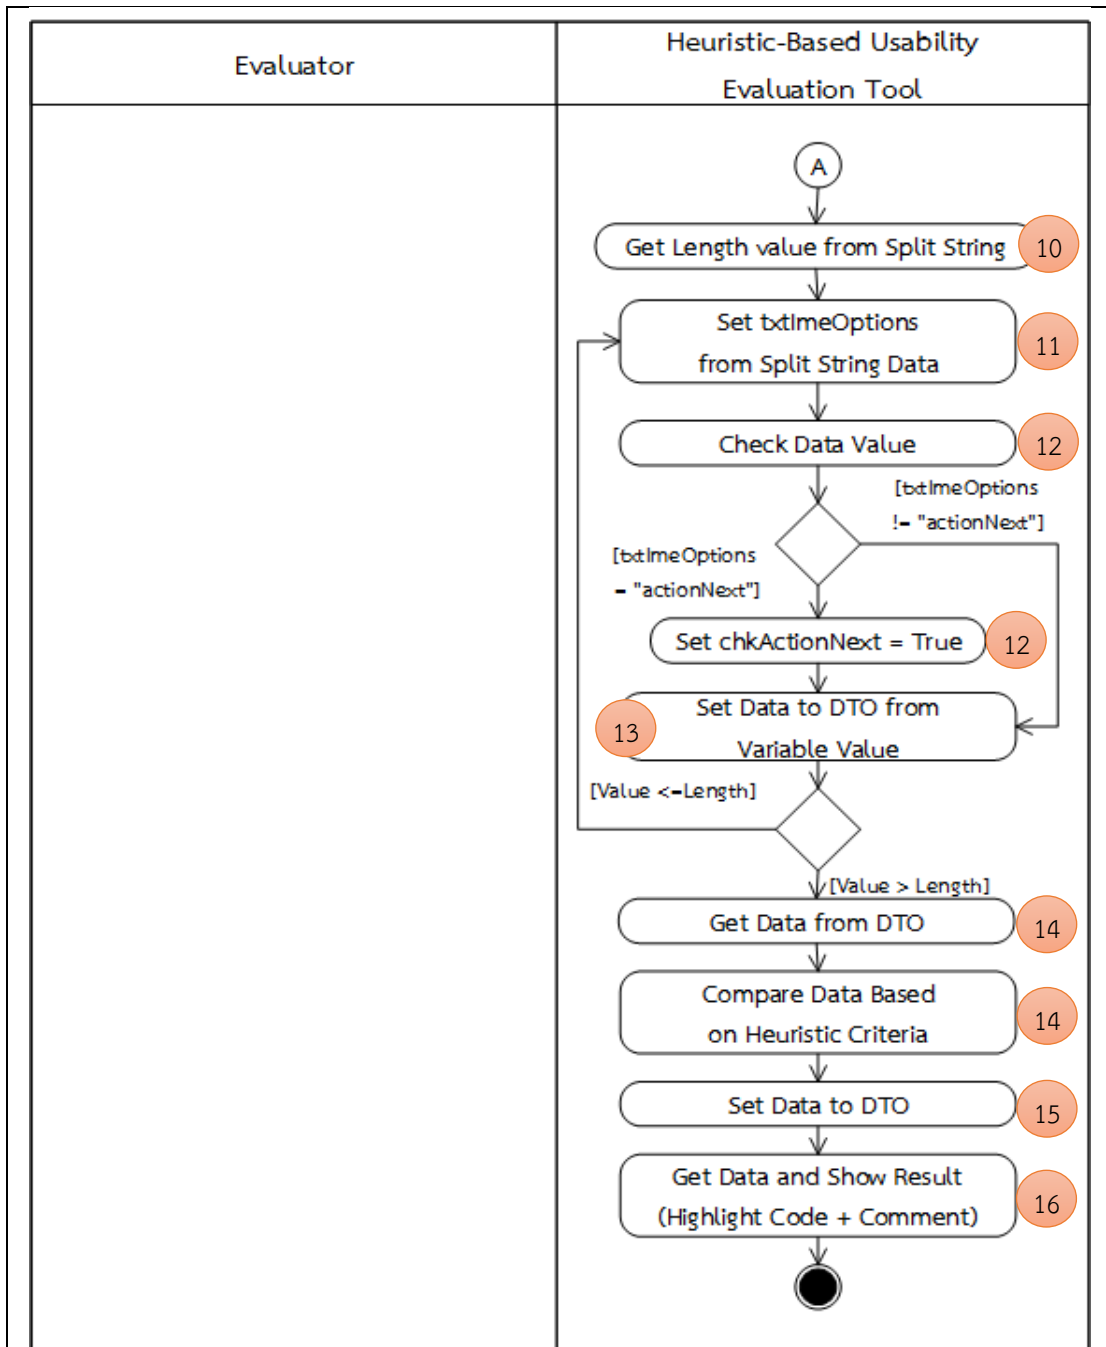 Evaluator
Heuristic-Based Usability
Evaluation Tool
A
Get Length value from Split String
10
Set txtImeOptions
from Split String Data
11
Check Data Value
12
[txtImeOptions
!= "actionNext"]
[txtImeOptions
= "actionNext"]
Set chkActionNext = True
12
Set Data to DTO from
Variable Value
13
[Value <=Length]
[Value > Length]
Get Data from DTO
14
Compare Data Based
on Heuristic Criteria
14
Set Data to DTO
15
Get Data and Show Result
(Highlight Code + Comment)
16